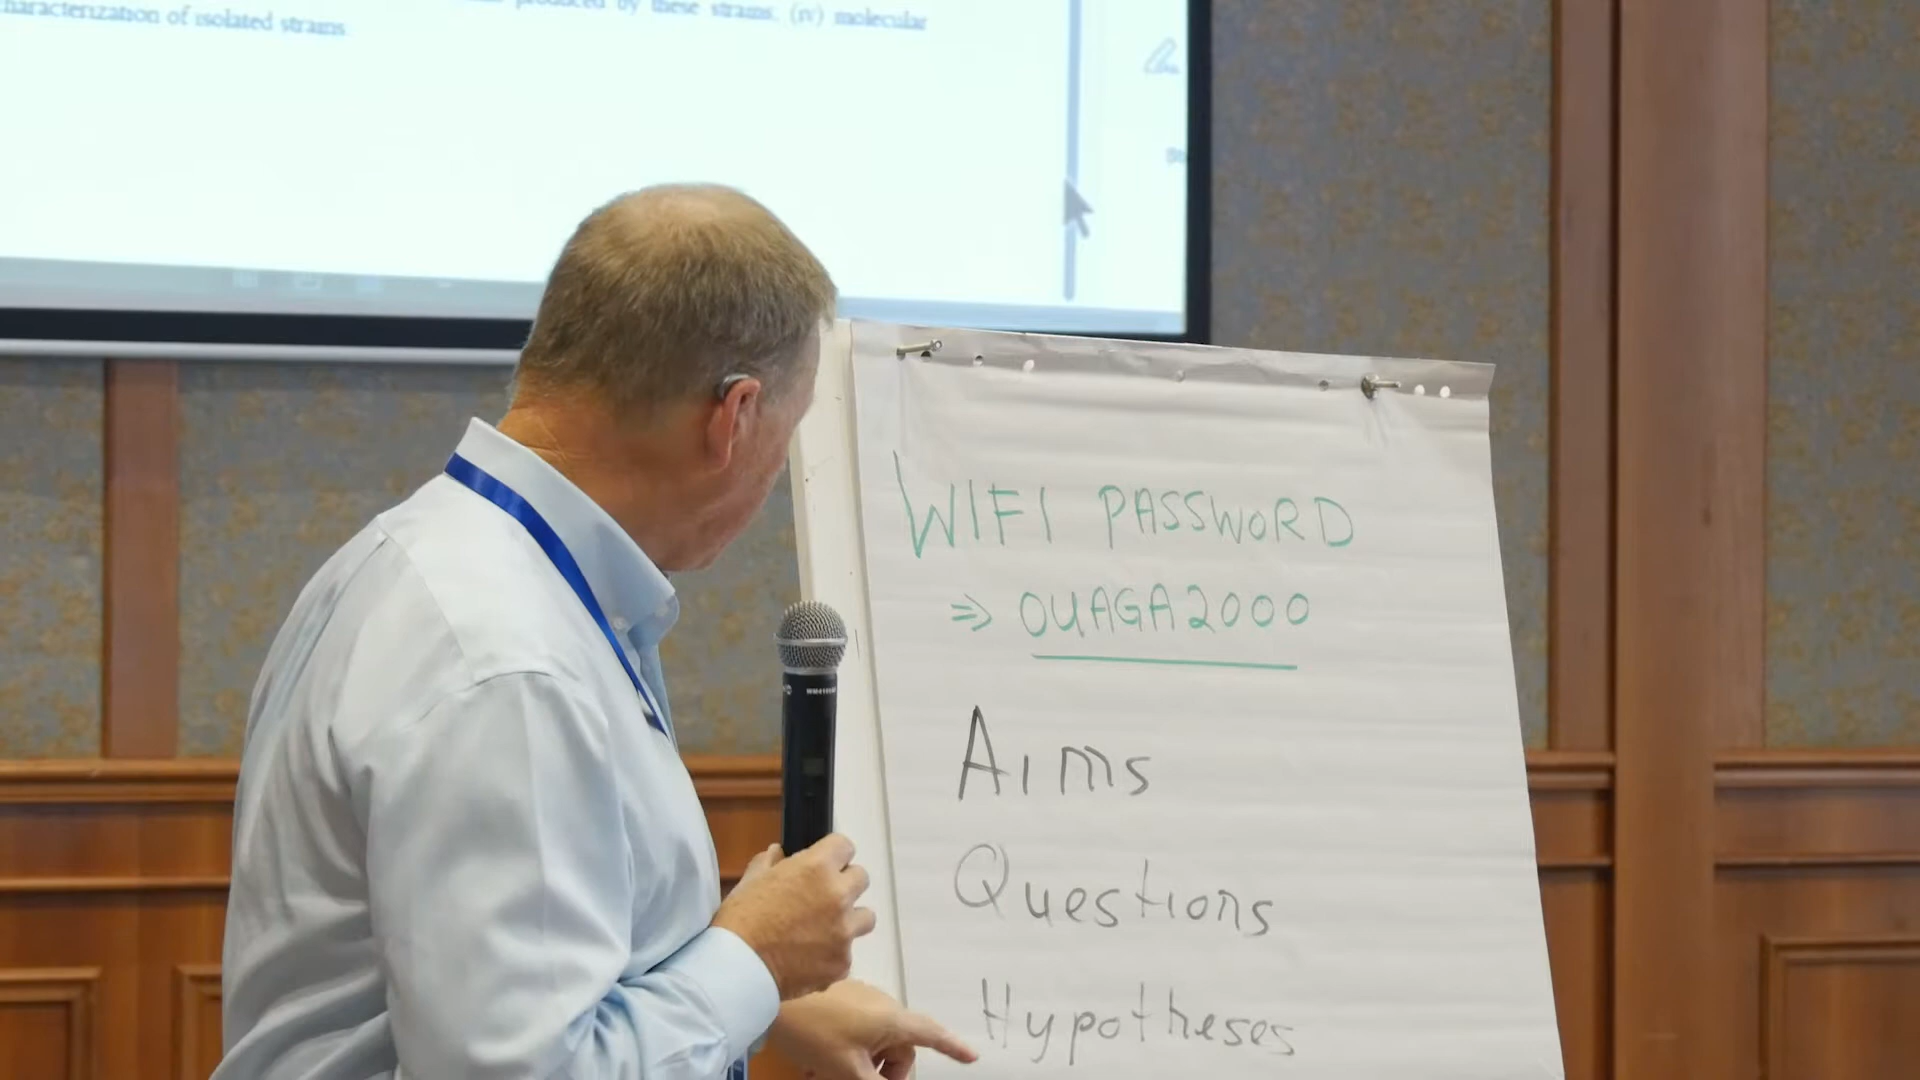 characterization of isolated strains
produced by these strains, (iv) molecular
WIFI PASSWORD
⇒ OUAGA2000
Aims
Questions
Hypotheses